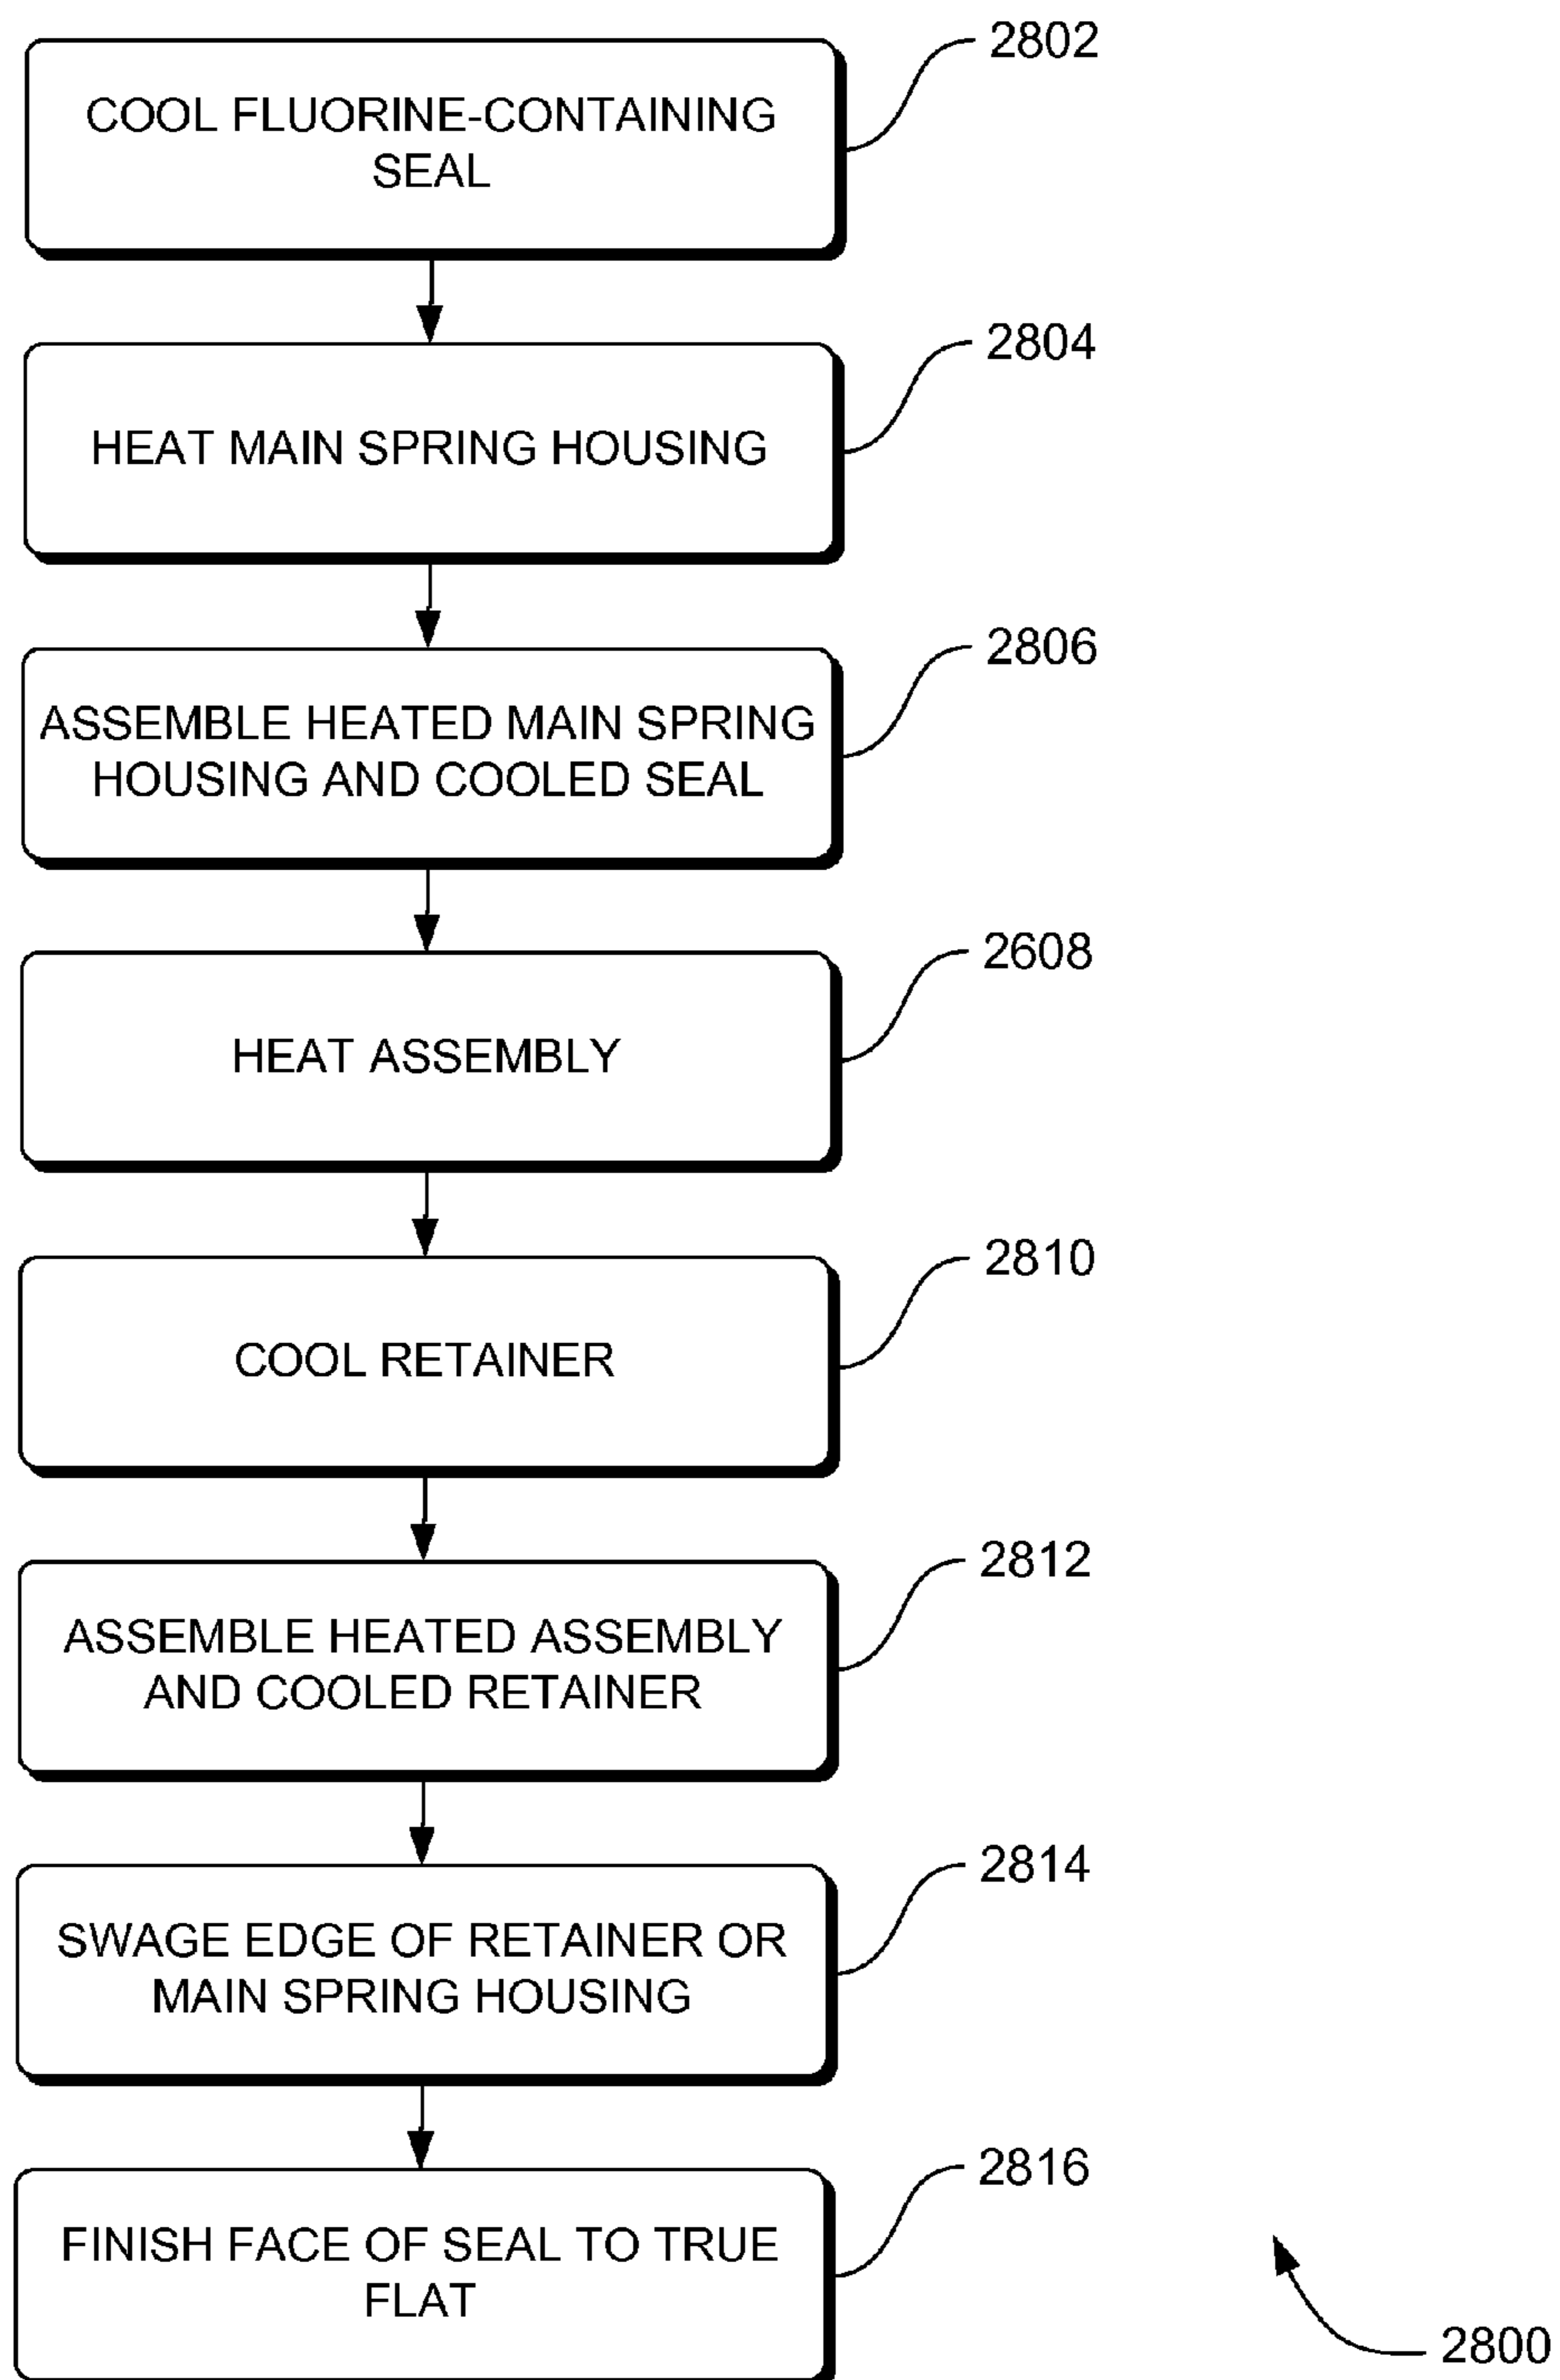 2802
COOL FLUORINE-CONTAINING
SEAL
2804
HEAT MAIN SPRING HOUSING
2806
ASSEMBLE HEATED MAIN SPRING
HOUSING AND COOLED SEAL
2608
HEAT ASSEMBLY
2810
COOL RETAINER
2812
ASSEMBLE HEATED ASSEMBLY
AND COOLED RETAINER
2814
SWAGE EDGE OF RETAINER OR
MAIN SPRING HOUSING
2816
FINISH FACE OF SEAL TO TRUE
FLAT
2800